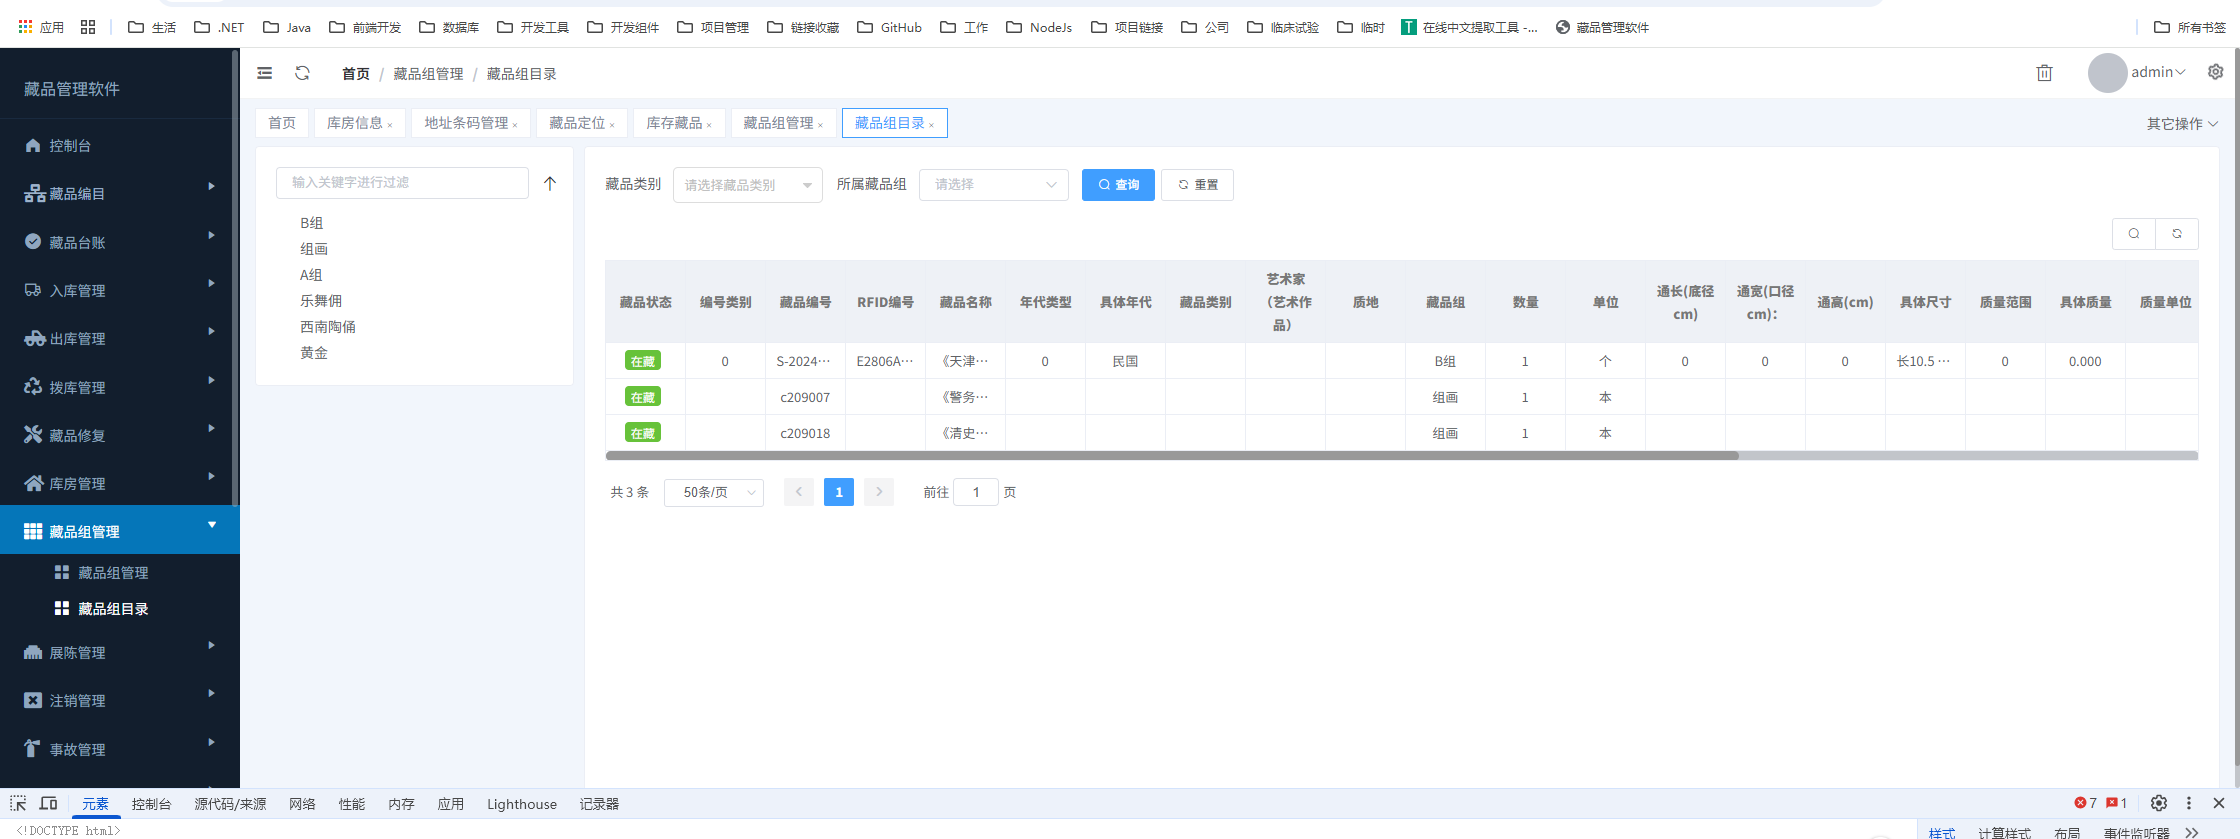 应用 生活 .NET Java 前端开发 数据库 开发工具 开发组件 项目管理 链接收藏 GitHub 工作 NodeJs 项目链接 公司 临床试验 临时 T 在线中文提取工具 -... 藏品管理软件 所有书签
藏品管理软件
控制台
藏品编目
藏品台账
入库管理
出库管理
拨库管理
藏品修复
库房管理
藏品组管理
藏品组管理
藏品组目录
展陈管理
注销管理
事故管理
首页 / 藏品组管理 / 藏品组目录
admin
首页 库房信息 × 地址条码管理 × 藏品定位 × 库存藏品 × 藏品组管理 × 藏品组目录 ×
其它操作
输入关键字进行过滤
B组
组画
A组
乐舞佣
西南陶俑
黄金
藏品类别 请选择藏品类别 所属藏品组 请选择 查询 重置
藏品状态 编号类别 藏品编号 RFID编号 藏品名称 年代类型 具体年代 藏品类别 艺术家（艺术作品） 质地 藏品组 数量 单位 通长(底径cm) 通宽(口径cm)： 通高(cm) 具体尺寸 质量范围 具体质量 质量单位
在藏 0 S-2024… E2806A… 《天津… 0 民国 B组 1 个 0 0 0 长10.5 … 0 0.000
在藏 c209007 《警务… 组画 1 本
在藏 c209018 《清史… 组画 1 本
共 3 条 50条/页 1 前往 1 页
元素 控制台 源代码/来源 网络 性能 内存 应用 Lighthouse 记录器 7 1
<!DOCTYPE html>
样式 计算样式 布局 事件监听器